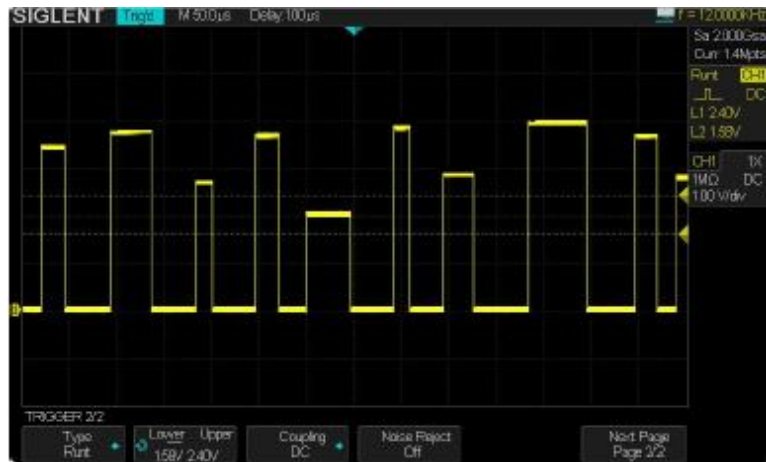 SIGLENT Trig'd M 50.0µs Delay:100µs f = 12.0000KHz
Sa 2.00GSa
Curr 1.4Mpts
Runt CH1
DC
L1 2.40V
L2 1.58V
CH1 1X
1MΩ DC
1.00 V/div
TRIGGER 2/2
Type
Runt
Lower Upper
1.58V 2.40V
Coupling
DC
Noise Reject
Off
Next Page
Page 2/2